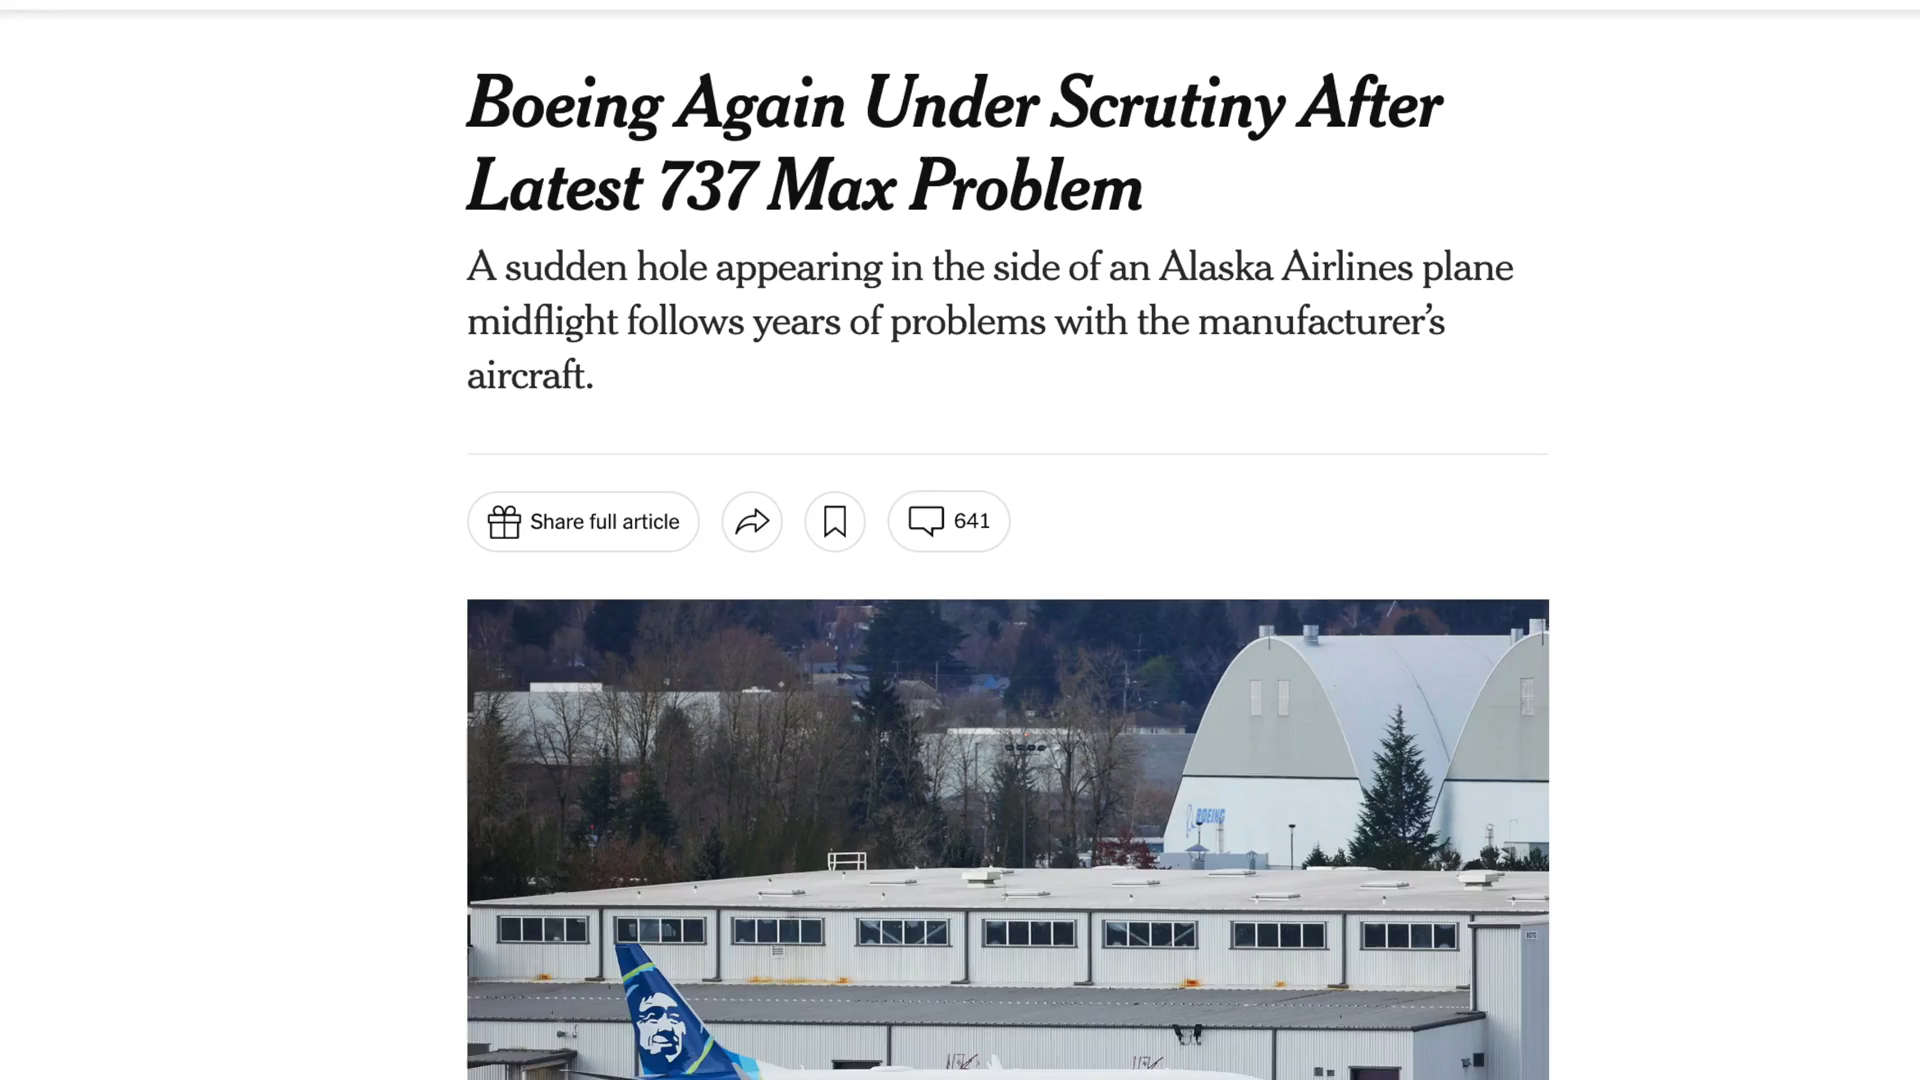 Boeing Again Under Scrutiny After
Latest 737 Max Problem
A sudden hole appearing in the side of an Alaska Airlines plane
midflight follows years of problems with the manufacturer’s
aircraft.
Share full article
641
BOEING